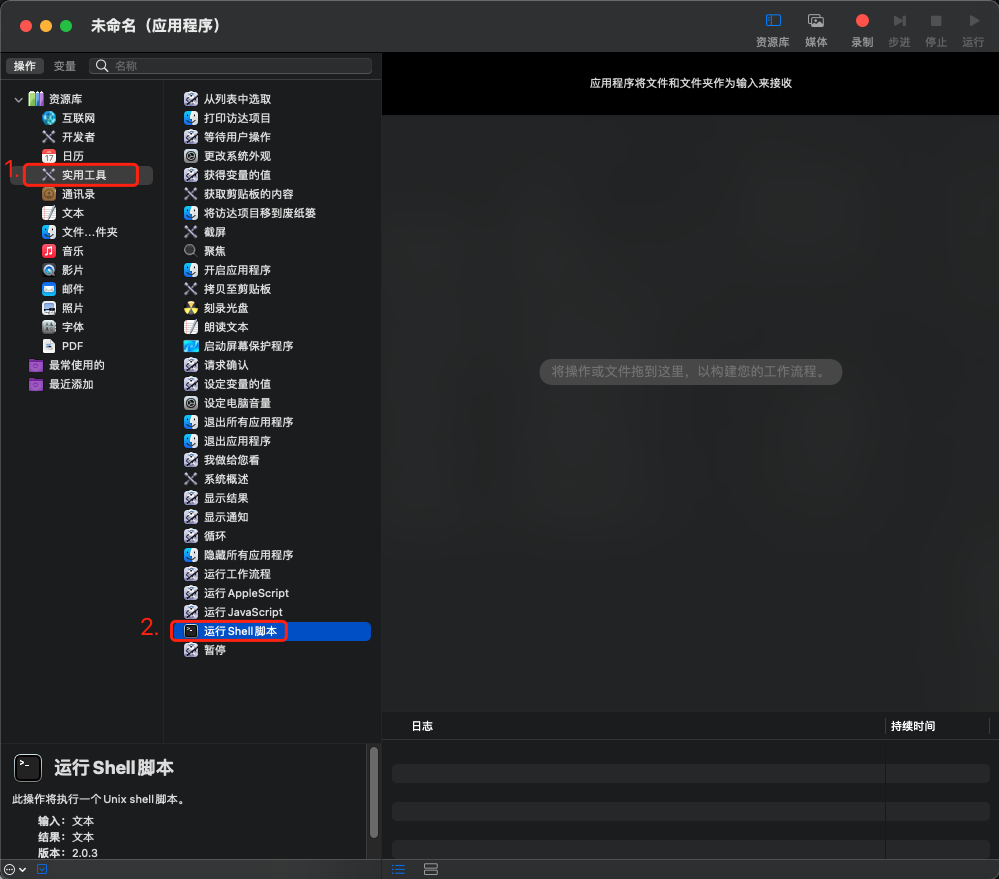 未命名（应用程序）
资源库
媒体
录制
步进
停止
运行
操作
变量
名称
应用程序将文件和文件夹作为输入来接收
资源库
互联网
开发者
17
日历
1.
实用工具
通讯录
文本
文件...件夹
音乐
影片
邮件
照片
字体
PDF
最常使用的
最近添加
从列表中选取
打印访达项目
等待用户操作
更改系统外观
获得变量的值
获取剪贴板的内容
将访达项目移到废纸篓
截屏
聚焦
开启应用程序
拷贝至剪贴板
刻录光盘
朗读文本
启动屏幕保护程序
请求确认
设定变量的值
设定电脑音量
退出所有应用程序
退出应用程序
我做给您看
系统概述
显示结果
显示通知
循环
隐藏所有应用程序
运行工作流程
运行 AppleScript
运行 JavaScript
2.
运行 Shell 脚本
暂停
将操作或文件拖到这里，以构建您的工作流程。
日志
持续时间
运行 Shell 脚本
此操作将执行一个 Unix shell 脚本。
输入：文本
结果：文本
版本：2.0.3